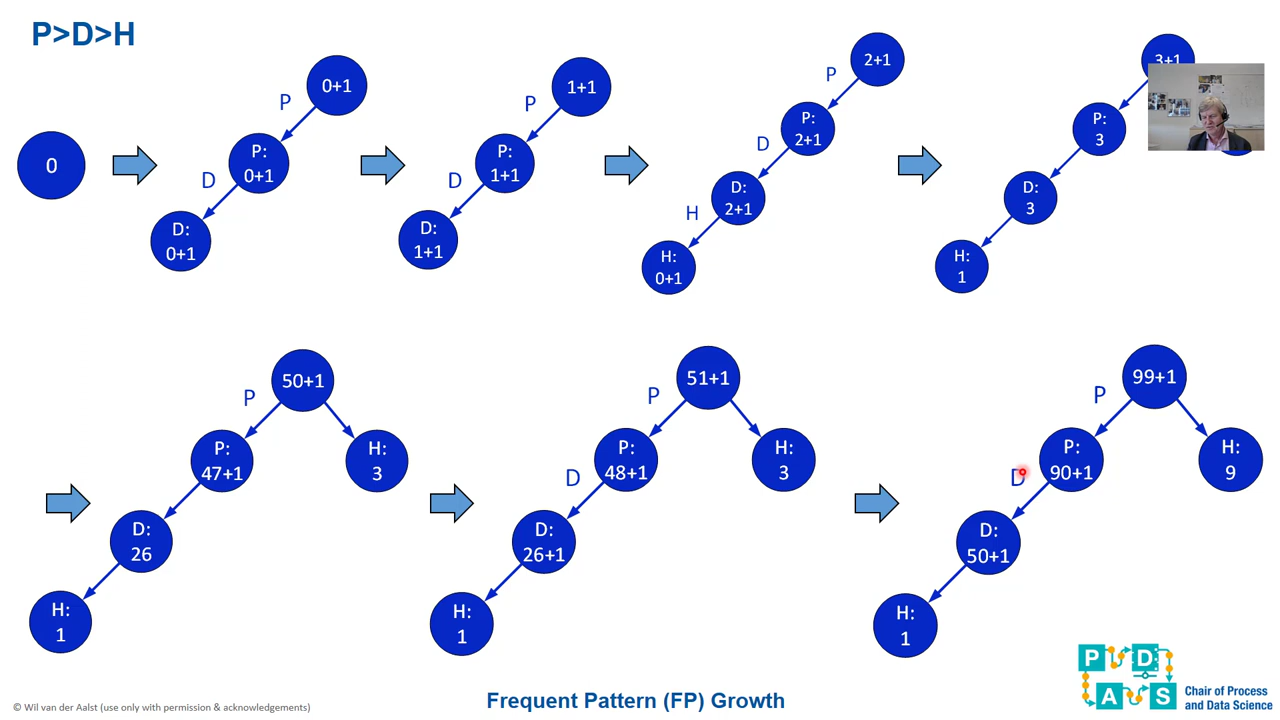 P>D>H
0
P
0+1
D
P:
0+1
D:
0+1
P
1+1
D
P:
1+1
D:
1+1
P
2+1
D
P:
2+1
H
D:
2+1
H:
0+1
3+1
P:
3
D:
3
H:
1
50+1
P
P:
47+1
H:
3
D:
26
H:
1
51+1
P
P:
48+1
H:
3
D
D:
26+1
H:
1
99+1
P
P:
90+1
H:
9
D
D:
50+1
H:
1
P D
A S
Chair of Process
and Data Science
© Wil van der Aalst (use only with permission & acknowledgements)
Frequent Pattern (FP) Growth